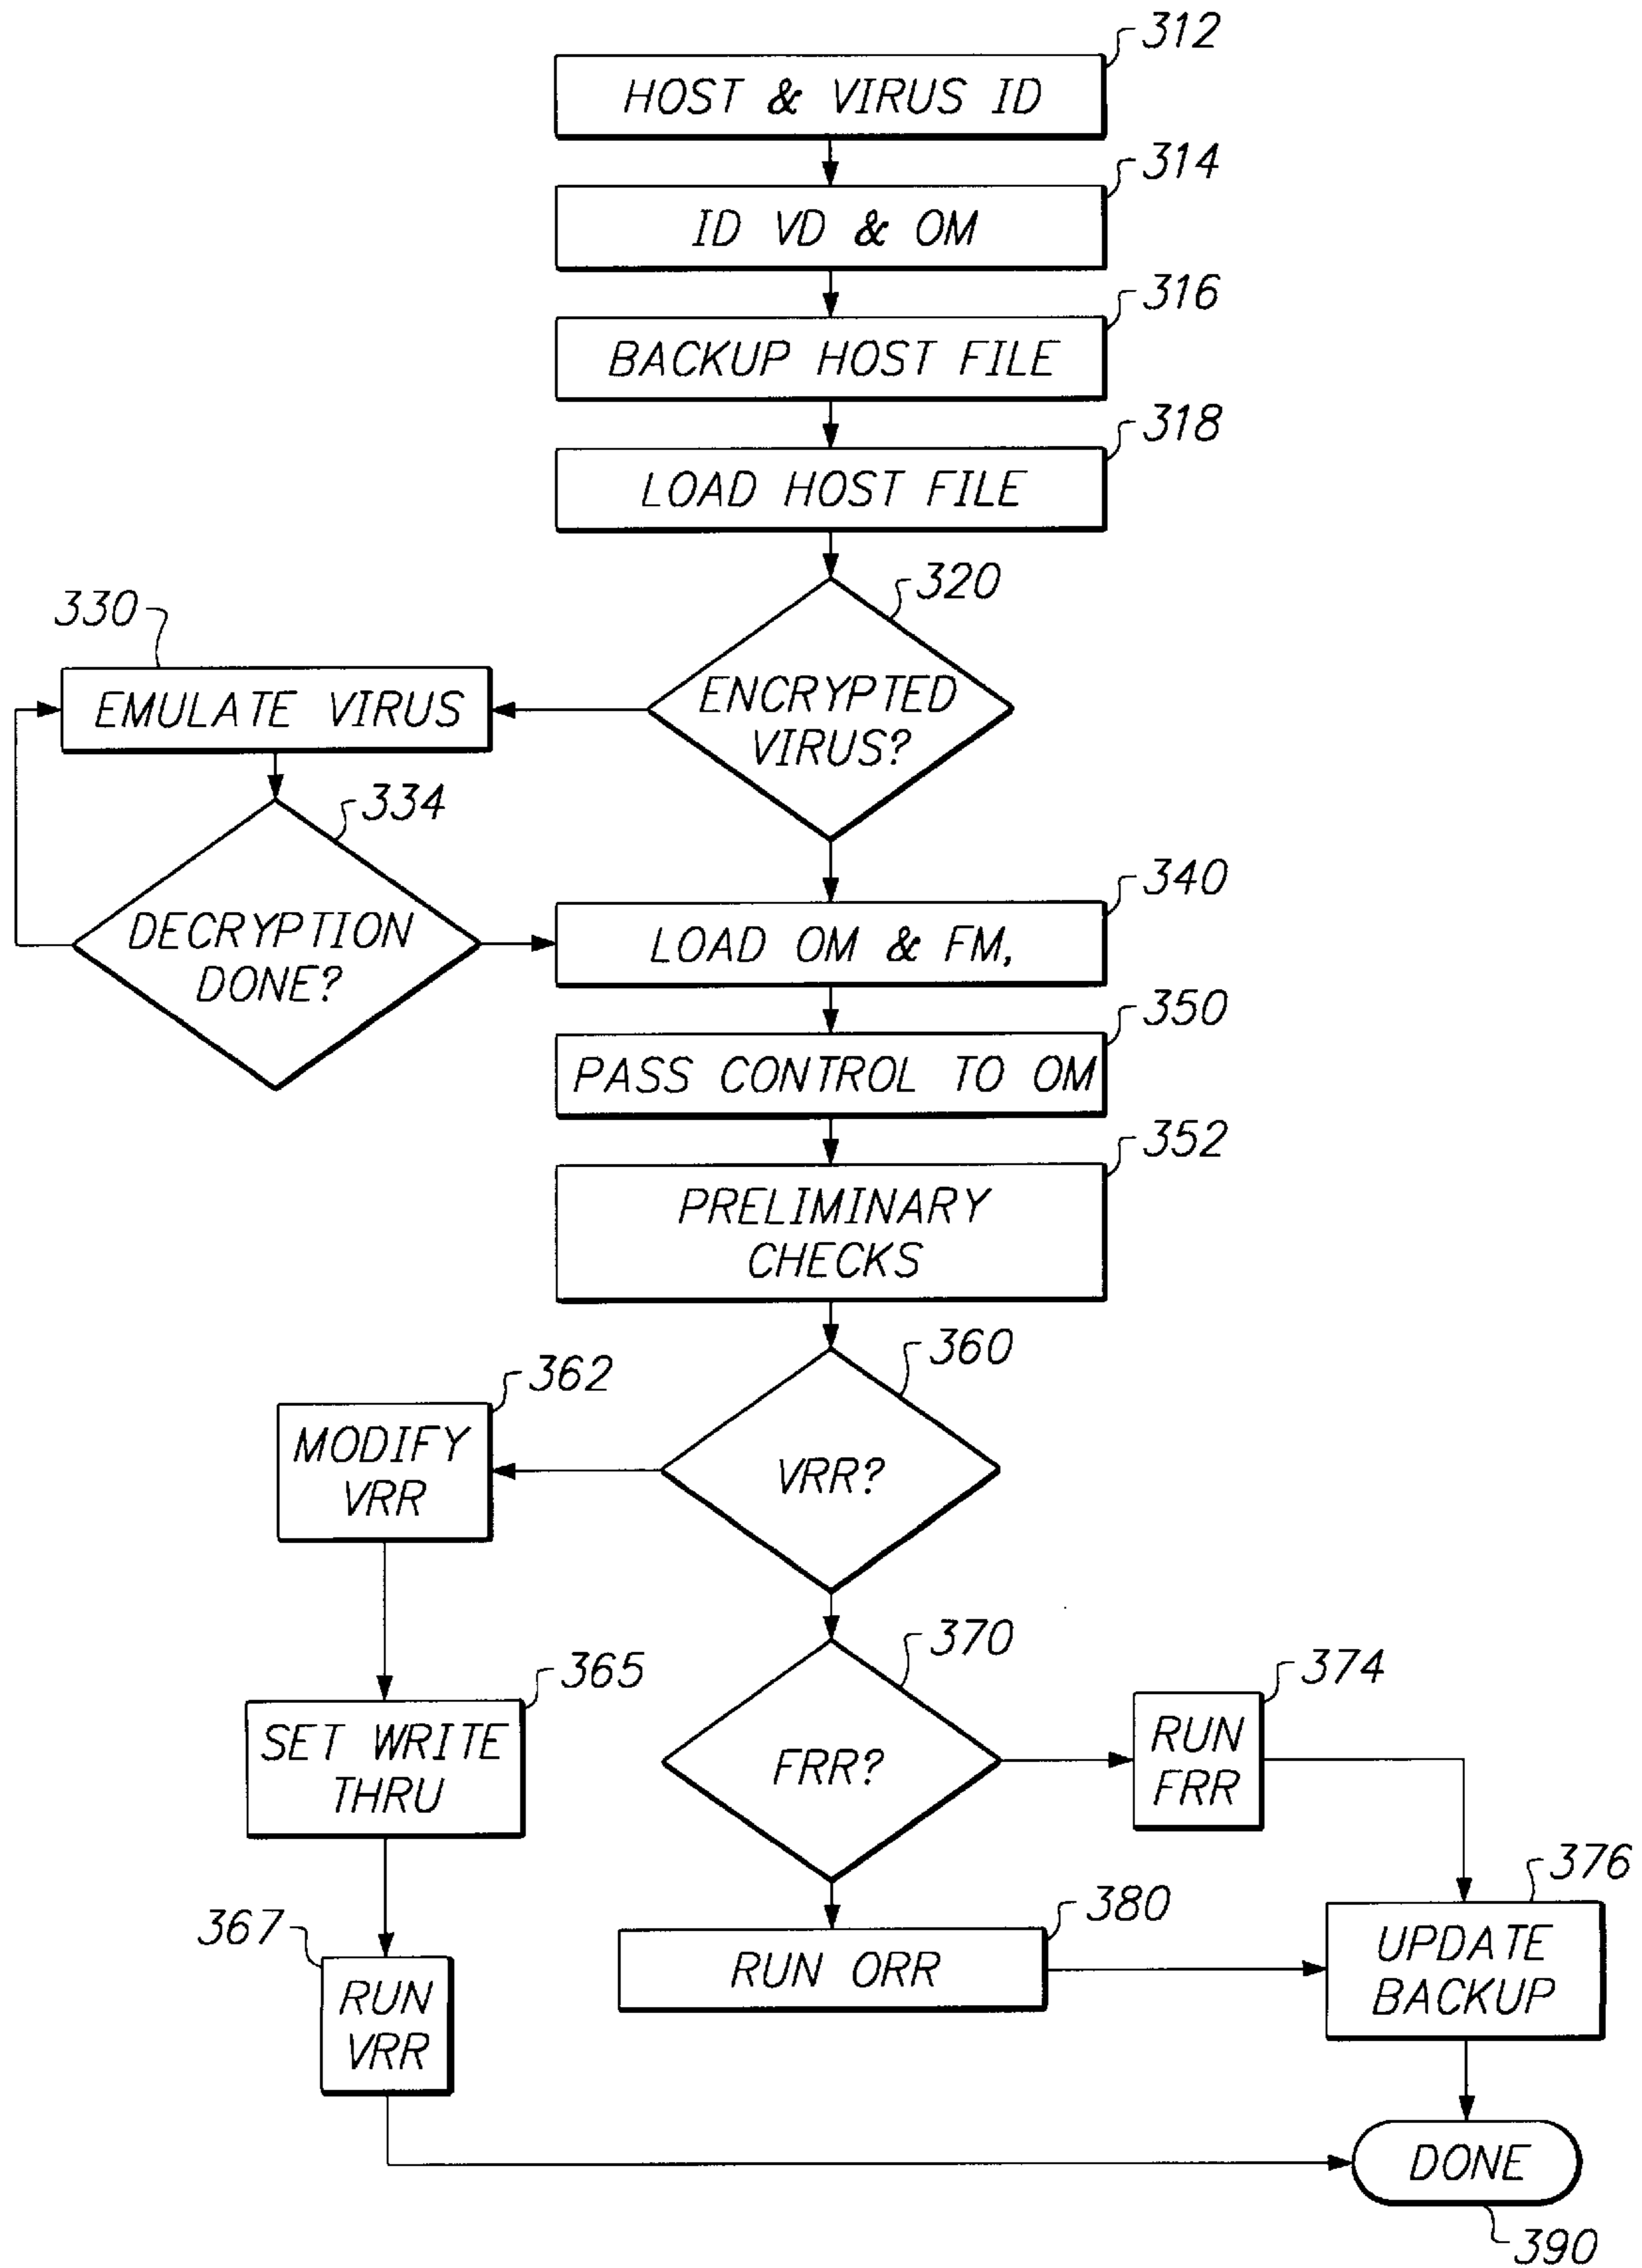 312
HOST & VIRUS ID
314
ID VD & OM
316
BACKUP HOST FILE
318
LOAD HOST FILE
320
ENCRYPTED
VIRUS?
330
EMULATE VIRUS
334
DECRYPTION
DONE?
340
LOAD OM & FM,
350
PASS CONTROL TO OM
352
PRELIMINARY
CHECKS
360
VRR?
362
MODIFY
VRR
365
SET WRITE
THRU
367
RUN
VRR
370
FRR?
374
RUN
FRR
376
UPDATE
BACKUP
380
RUN ORR
DONE
390